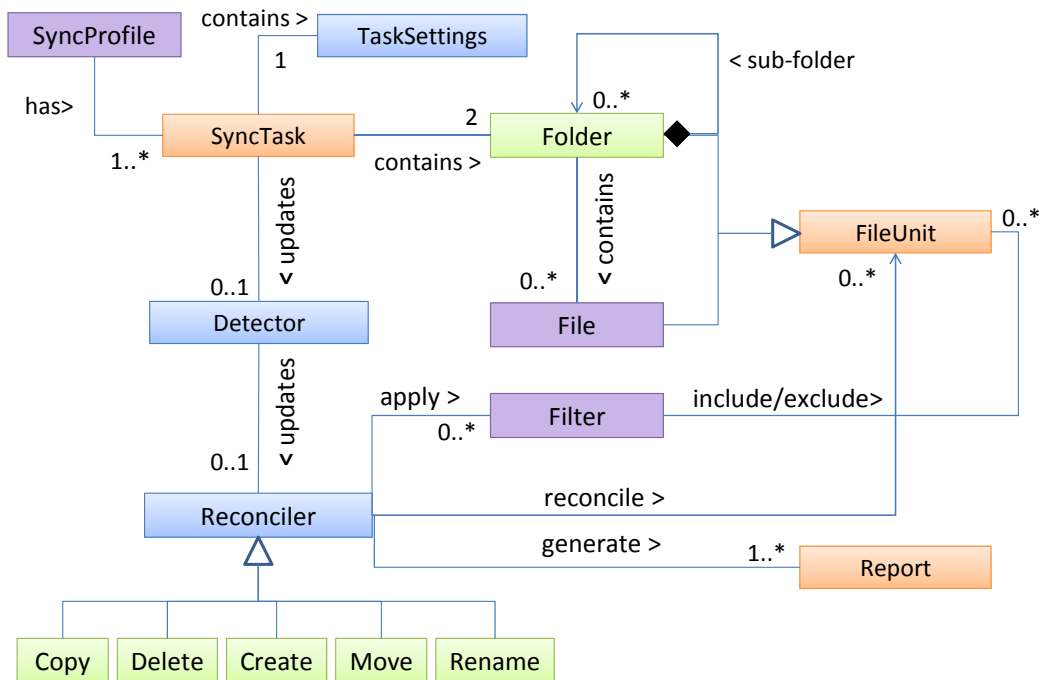 contains >
SyncProfile
TaskSettings
1
< sub-folder
has>
0..*
2
SyncTask
Folder
1..*
contains >
< updates
< contains
0..*
FileUnit
0..1
0..*
0..*
Detector
File
< updates
apply >
include/exclude>
Filter
0..*
0..1
reconcile >
Reconciler
generate >
1..*
Report
Copy
Delete
Create
Move
Rename